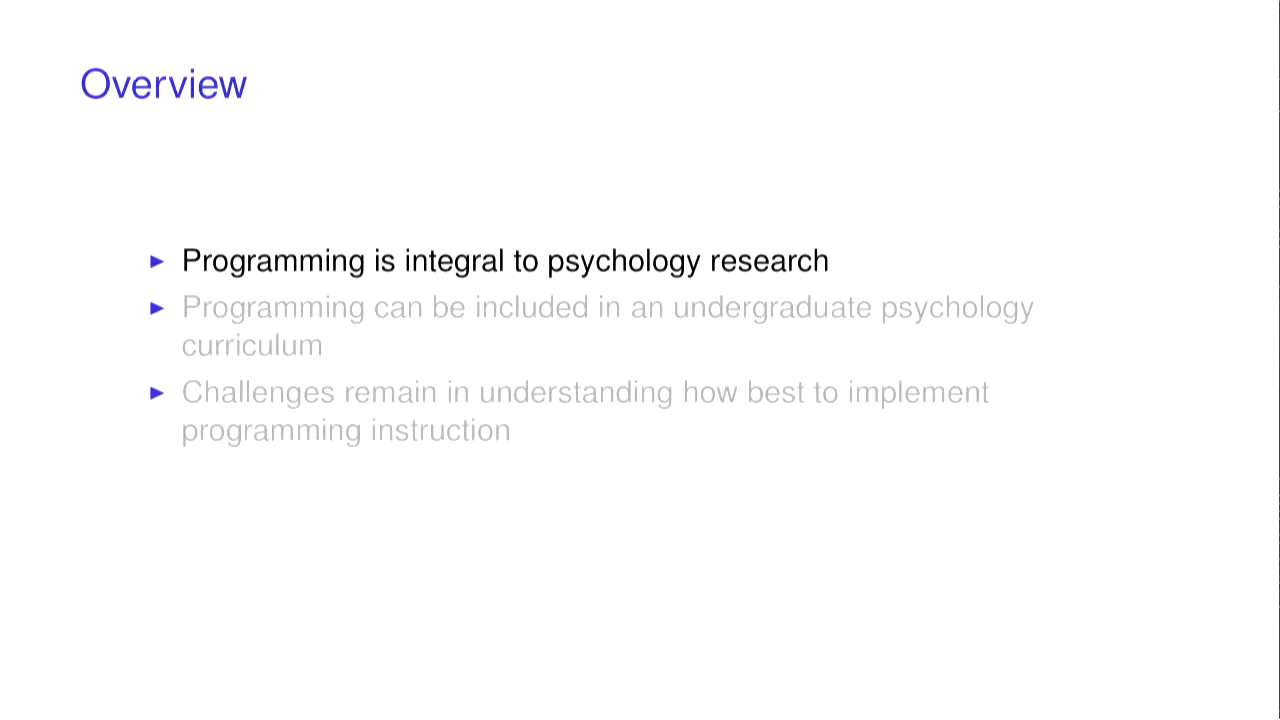 Overview
Programming is integral to psychology research
Programming can be included in an undergraduate psychology
curriculum
Challenges remain in understanding how best to implement
programming instruction